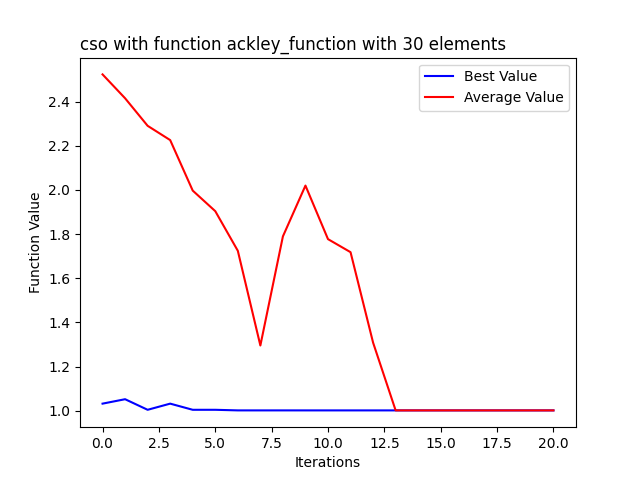 cso with function ackley_function with 30 elements
Best Value
Average Value
Function Value
2.4
2.2
2.0
1.8
1.6
1.4
1.2
1.0
0.0 2.5 5.0 7.5 10.0 12.5 15.0 17.5 20.0
Iterations